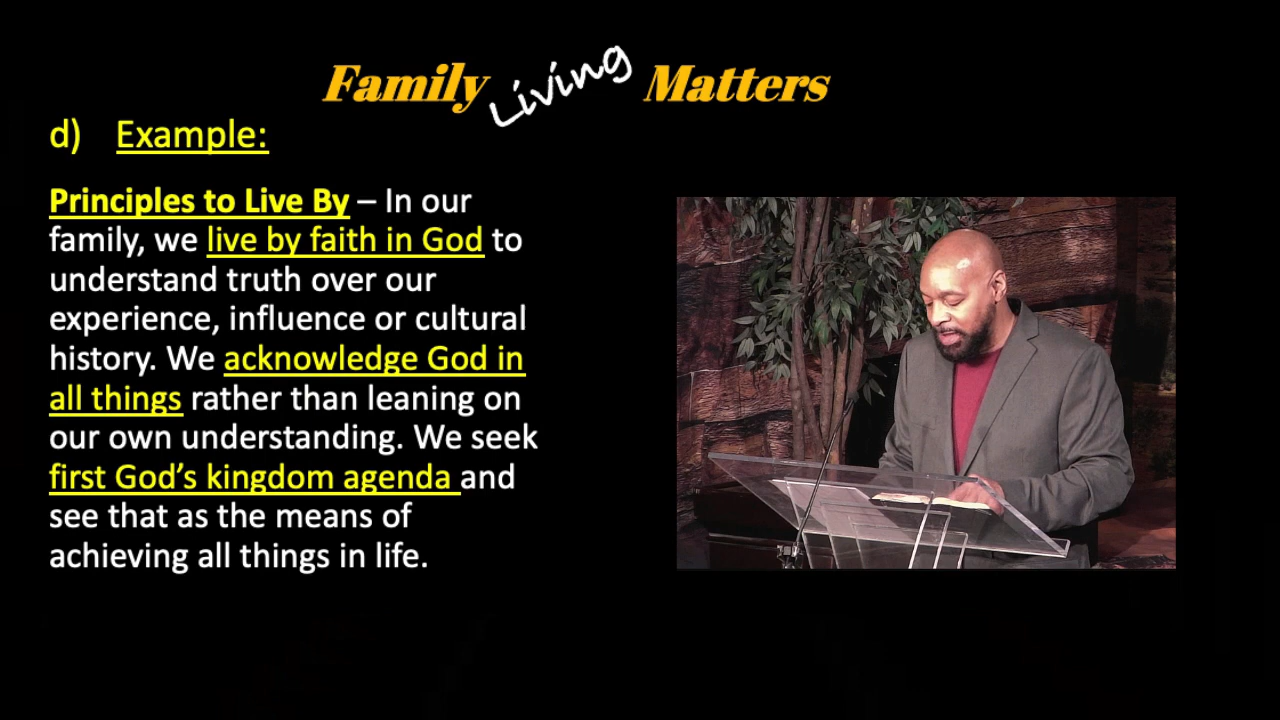 Family Living Matters
d) Example:
Principles to Live By – In our
family, we live by faith in God to
understand truth over our
experience, influence or cultural
history. We acknowledge God in
all things rather than leaning on
our own understanding. We seek
first God’s kingdom agenda and
see that as the means of
achieving all things in life.